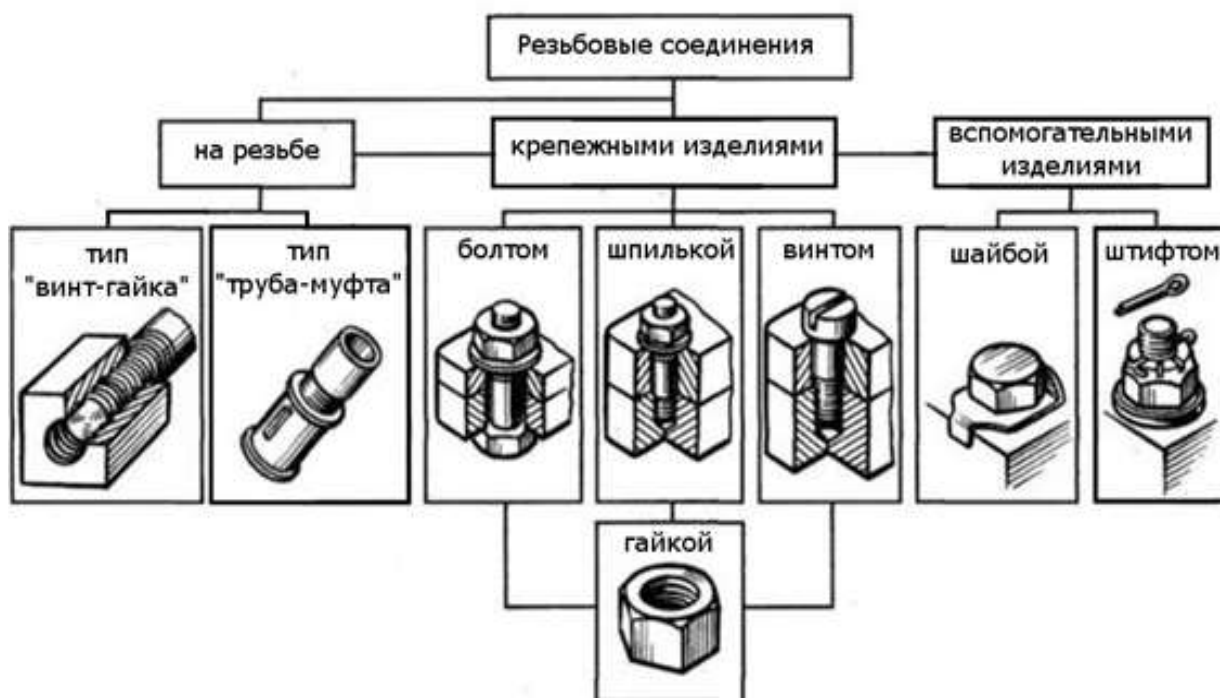 Резьбовые соединения
на резьбе
крепежными изделиями
вспомогательными
изделиями
тип
"винт-гайка"
тип
"труба-муфта"
болтом
шпилькой
винтом
шайбой
штифтом
гайкой